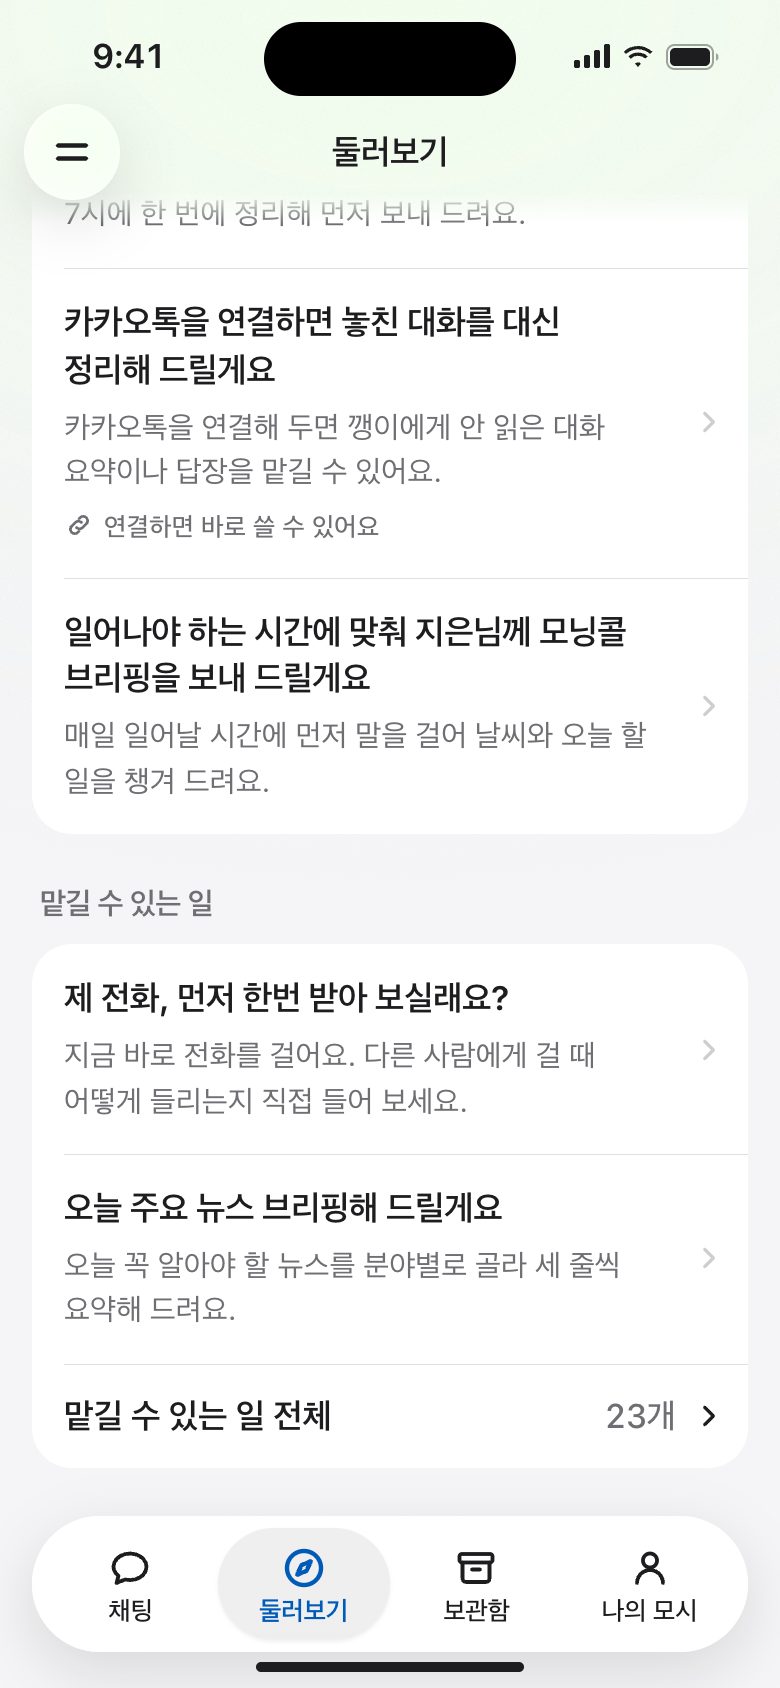 9:41
둘러보기
7시에 한 번에 정리해 먼저 보내 드려요.
카카오톡을 연결하면 놓친 대화를 대신
정리해 드릴게요
카카오톡을 연결해 두면 깽이에게 안 읽은 대화
요약이나 답장을 맡길 수 있어요.
연결하면 바로 쓸 수 있어요
일어나야 하는 시간에 맞춰 지은님께 모닝콜
브리핑을 보내 드릴게요
매일 일어날 시간에 먼저 말을 걸어 날씨와 오늘 할
일을 챙겨 드려요.
맡길 수 있는 일
제 전화, 먼저 한번 받아 보실래요?
지금 바로 전화를 걸어요. 다른 사람에게 걸 때
어떻게 들리는지 직접 들어 보세요.
오늘 주요 뉴스 브리핑해 드릴게요
오늘 꼭 알아야 할 뉴스를 분야별로 골라 세 줄씩
요약해 드려요.
맡길 수 있는 일 전체
23개
채팅
둘러보기
보관함
나의 모시